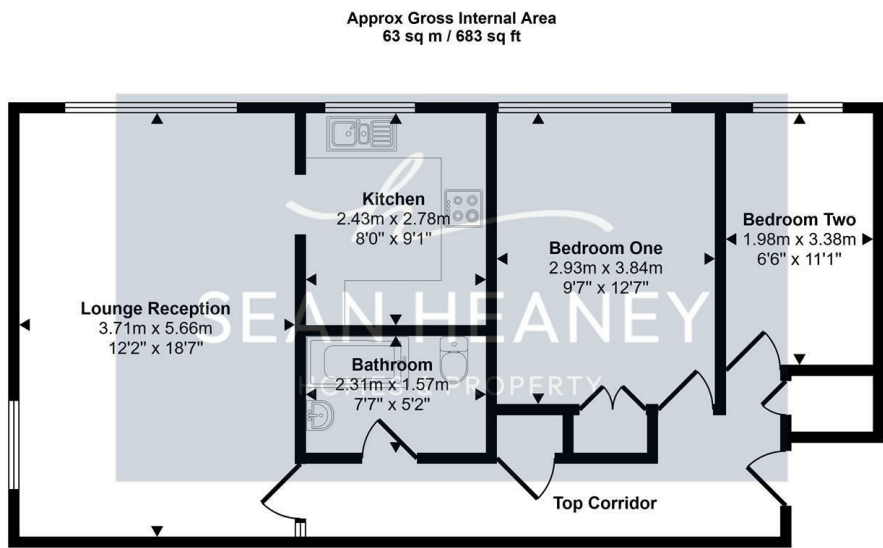 Approx Gross Internal Area
63 sq m / 683 sq ft
Kitchen
2.43m x 2.78m
8'0" x 9'1"
Bedroom Two
1.98m x 3.38m
6'6" x 11'1"
Bedroom One
2.93m x 3.84m
9'7" x 12'7"
Lounge Reception
3.71m x 5.66m
12'2" x 18'7"
SEAN HEANEY
HOMES & PROPERTY
Bathroom
2.31m x 1.57m
7'7" x 5'2"
Top Corridor